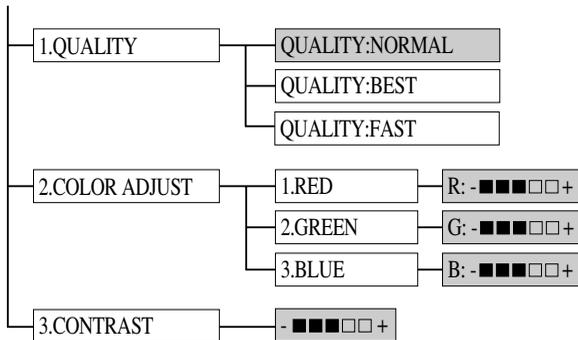 1.QUALITY
QUALITY:NORMAL
QUALITY:BEST
QUALITY:FAST
2.COLOR ADJUST
1.RED
R: -■■■□□+
2.GREEN
G: -■■■□□+
3.BLUE
B: -■■■□□+
3.CONTRAST
- ■■■□□ +